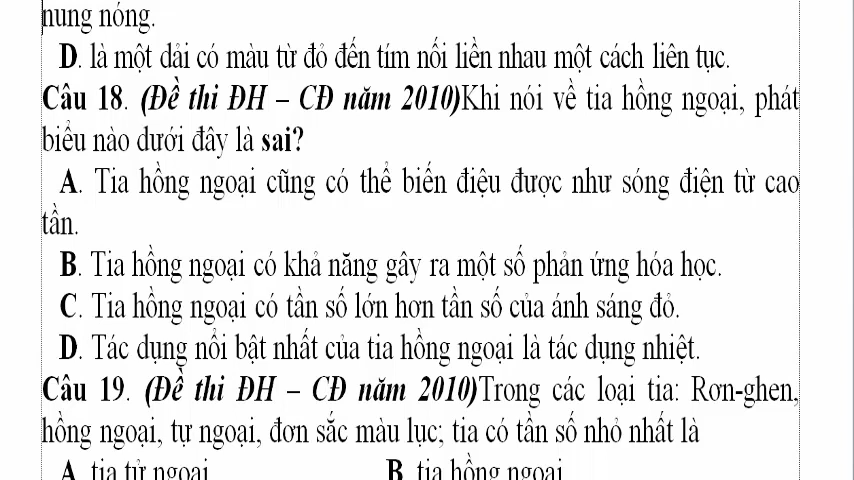 nung nóng.
D. là một dải có màu từ đỏ đến tím nối liền nhau một cách liên tục.
Câu 18. (Đề thi ĐH – CĐ năm 2010)Khi nói về tia hồng ngoại, phát
biểu nào dưới đây là sai?
A. Tia hồng ngoại cũng có thể biến điệu được như sóng điện từ cao
tần.
B. Tia hồng ngoại có khả năng gây ra một số phản ứng hóa học.
C. Tia hồng ngoại có tần số lớn hơn tần số của ánh sáng đỏ.
D. Tác dụng nổi bật nhất của tia hồng ngoại là tác dụng nhiệt.
Câu 19. (Đề thi ĐH – CĐ năm 2010)Trong các loại tia: Rơn-ghen,
hồng ngoại, tự ngoại, đơn sắc màu lục; tia có tần số nhỏ nhất là
A. tia tử ngoại B. tia hồng ngoại